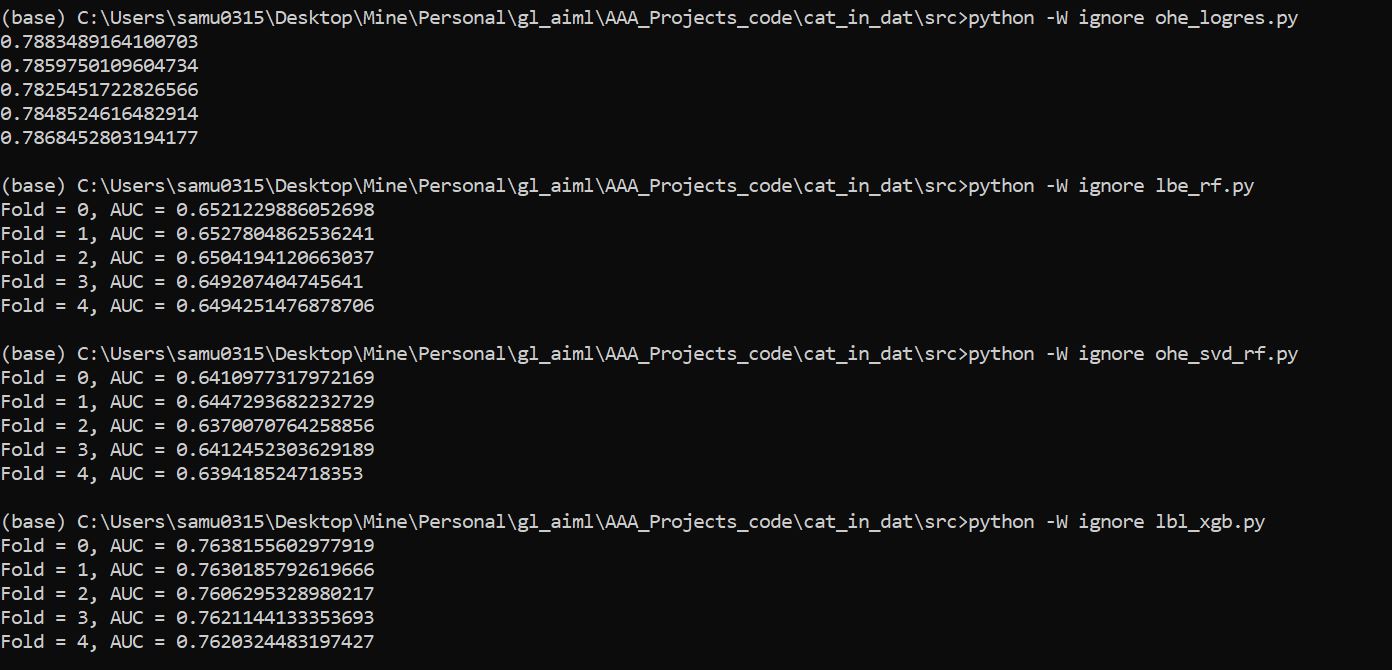 (base) C:\Users\samu0315\Desktop\Mine\Personal\gl_aiml\AAA_Projects_code\cat_in_dat\src>python -W ignore ohe_logres.py
0.7883489164100703
0.7859750109604734
0.7825451722826566
0.7848524616482914
0.7868452803194177
(base) C:\Users\samu0315\Desktop\Mine\Personal\gl_aiml\AAA_Projects_code\cat_in_dat\src>python -W ignore lbe_rf.py
Fold = 0, AUC = 0.6521229886052698
Fold = 1, AUC = 0.6527804862536241
Fold = 2, AUC = 0.6504194120663037
Fold = 3, AUC = 0.649207404745641
Fold = 4, AUC = 0.6494251476878706
(base) C:\Users\samu0315\Desktop\Mine\Personal\gl_aiml\AAA_Projects_code\cat_in_dat\src>python -W ignore ohe_svd_rf.py
Fold = 0, AUC = 0.6410977317972169
Fold = 1, AUC = 0.6447293682232729
Fold = 2, AUC = 0.6370070764258856
Fold = 3, AUC = 0.6412452303629189
Fold = 4, AUC = 0.639418524718353
(base) C:\Users\samu0315\Desktop\Mine\Personal\gl_aiml\AAA_Projects_code\cat_in_dat\src>python -W ignore lbl_xgb.py
Fold = 0, AUC = 0.7638155602977919
Fold = 1, AUC = 0.7630185792619666
Fold = 2, AUC = 0.7606295328980217
Fold = 3, AUC = 0.7621144133353693
Fold = 4, AUC = 0.7620324483197427